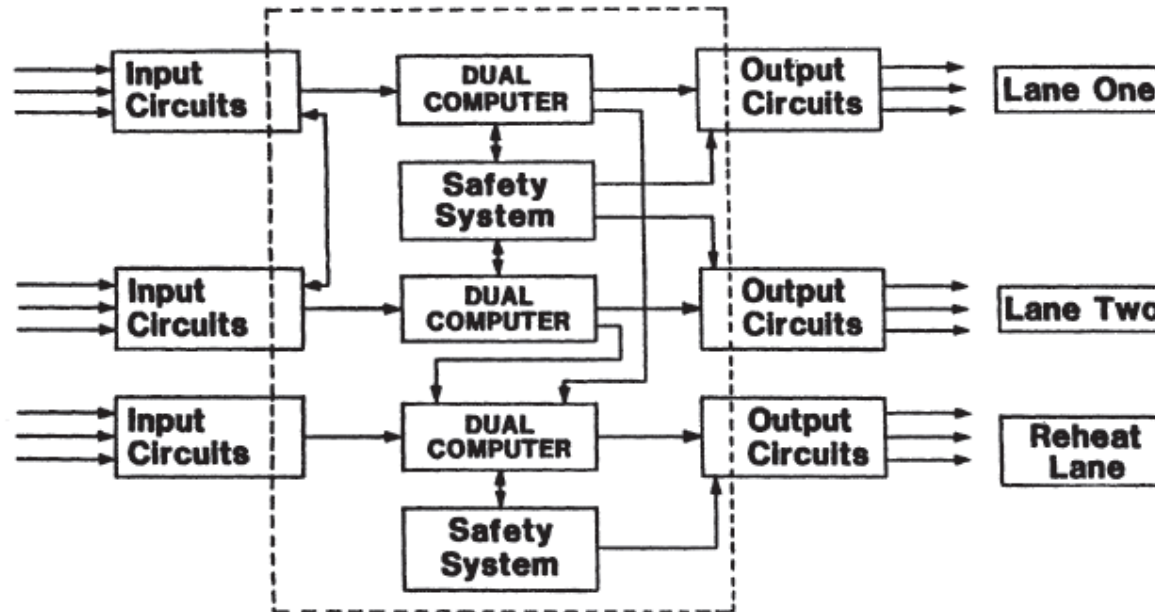 Input
Circuits
DUAL
COMPUTER
Output
Circuits
Lane One
Safety
System
Input
Circuits
DUAL
COMPUTER
Output
Circuits
Lane Two
Input
Circuits
DUAL
COMPUTER
Output
Circuits
Reheat
Lane
Safety
System